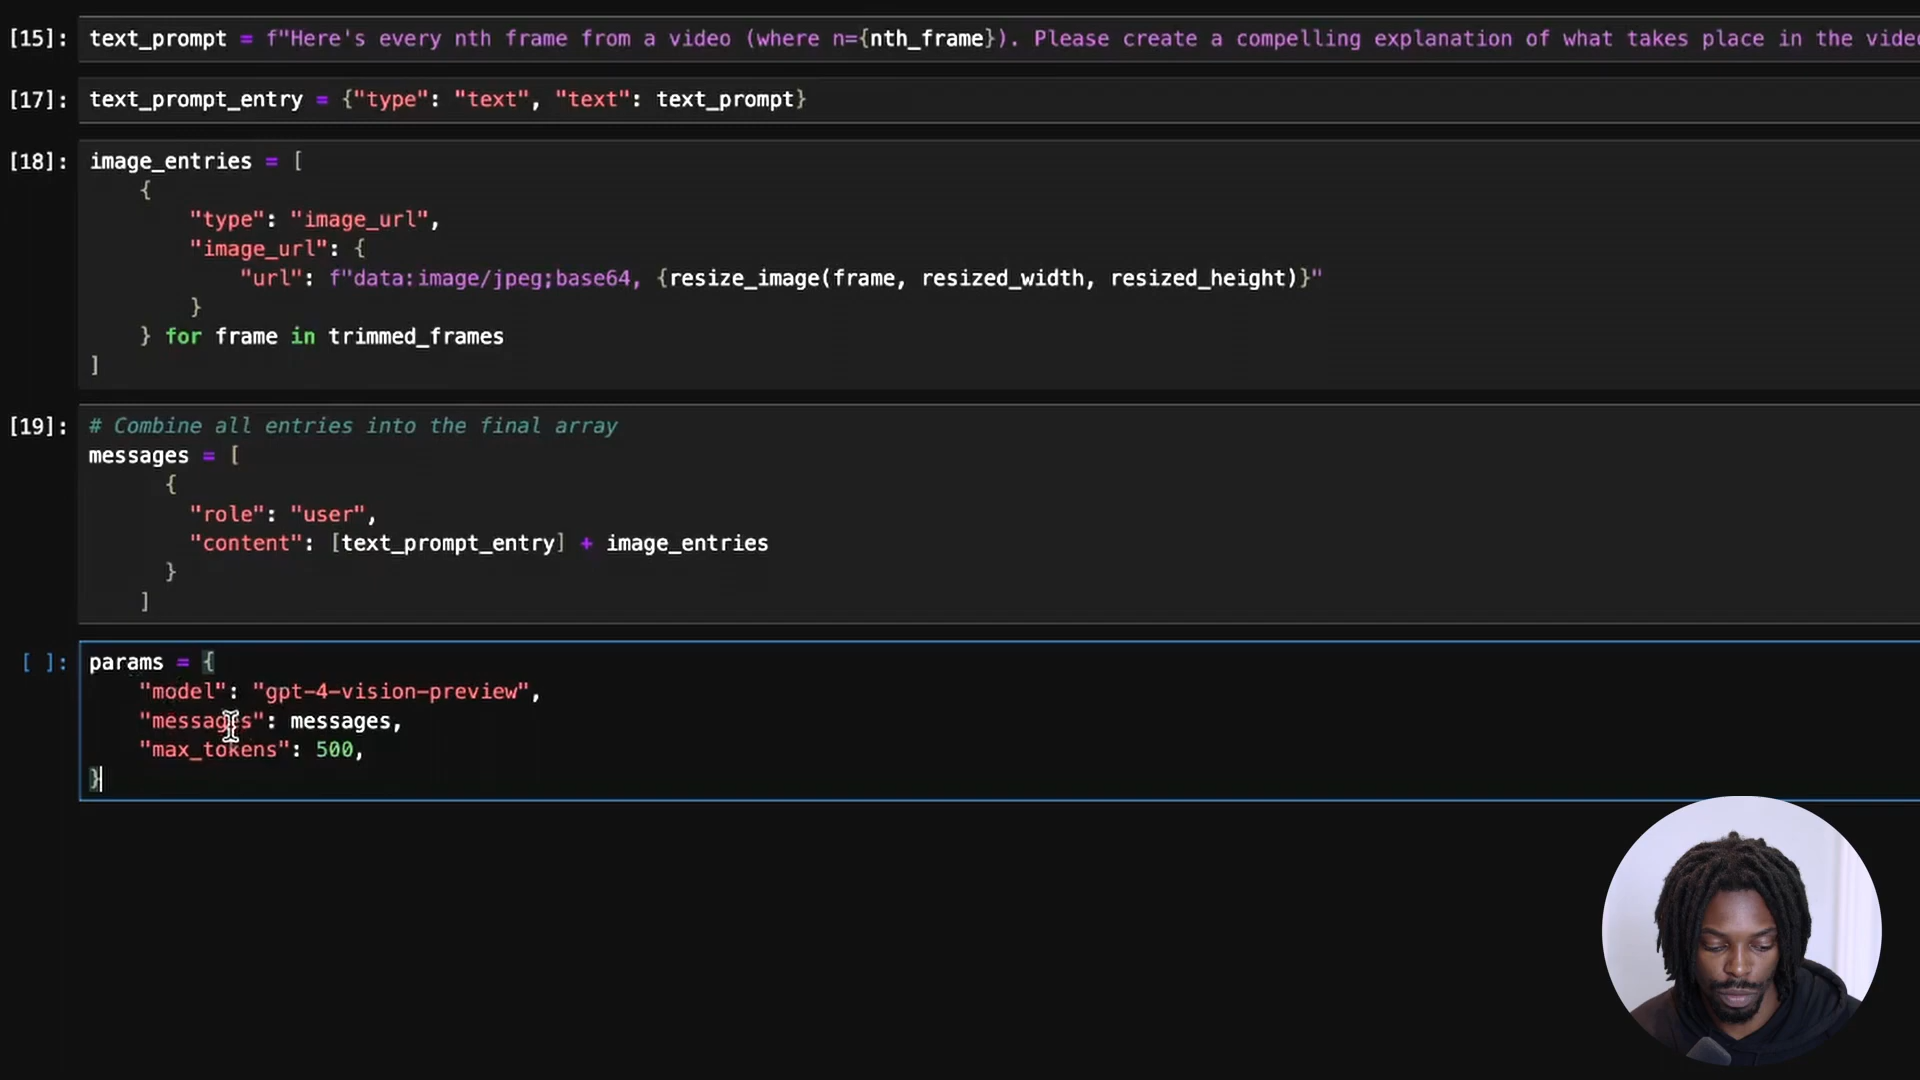 [15]: text_prompt = f"Here's every nth frame from a video (where n={nth_frame}). Please create a compelling explanation of what takes place in the video
[17]: text_prompt_entry = {"type": "text", "text": text_prompt}
[18]: image_entries = [
{
"type": "image_url",
"image_url": {
"url": f"data:image/jpeg;base64, {resize_image(frame, resized_width, resized_height)}"
}
} for frame in trimmed_frames
]
[19]: # Combine all entries into the final array
messages = [
{
"role": "user",
"content": [text_prompt_entry] + image_entries
}
]
[ ]: params = {
"model": "gpt-4-vision-preview",
"messages": messages,
"max_tokens": 500,
}